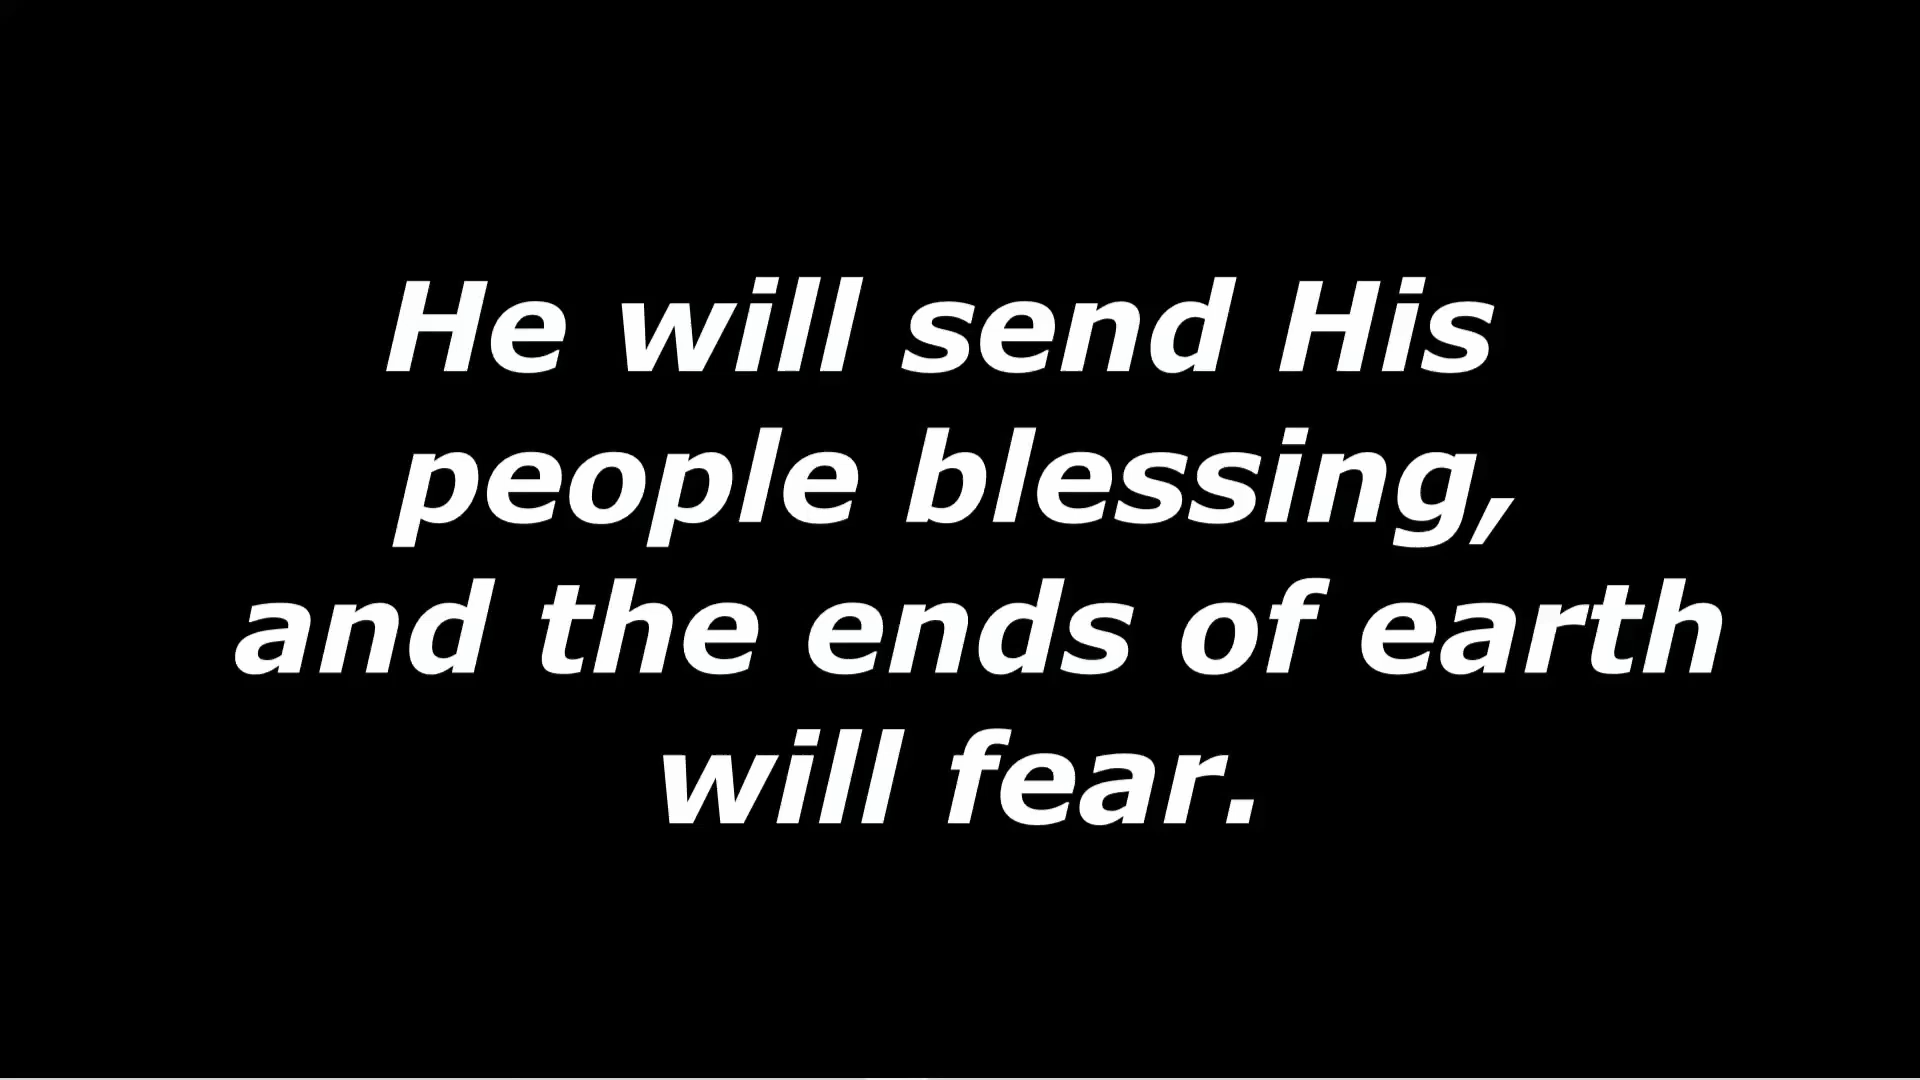 He will send His
people blessing,
and the ends of earth
will fear.